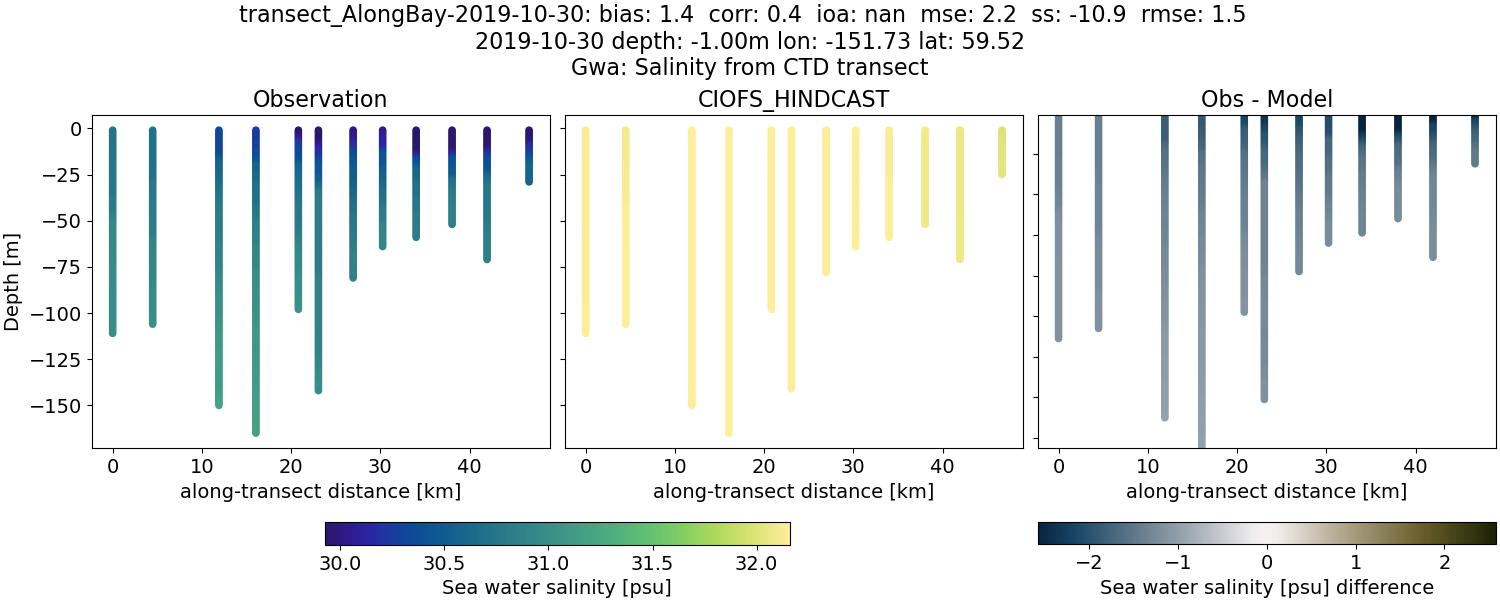 transect_AlongBay-2019-10-30: bias: 1.4  corr: 0.4  ioa: nan  mse: 2.2  ss: -10.9  rmse: 1.5
2019-10-30 depth: -1.00m lon: -151.73 lat: 59.52
Gwa: Salinity from CTD transect
Observation
CIOFS_HINDCAST
Obs - Model
Depth [m]
0
−25
−50
−75
−100
−125
−150
0 10 20 30 40
0 10 20 30 40
0 10 20 30 40
along-transect distance [km]
along-transect distance [km]
along-transect distance [km]
30.0 30.5 31.0 31.5 32.0
Sea water salinity [psu]
−2 −1 0 1 2
Sea water salinity [psu] difference